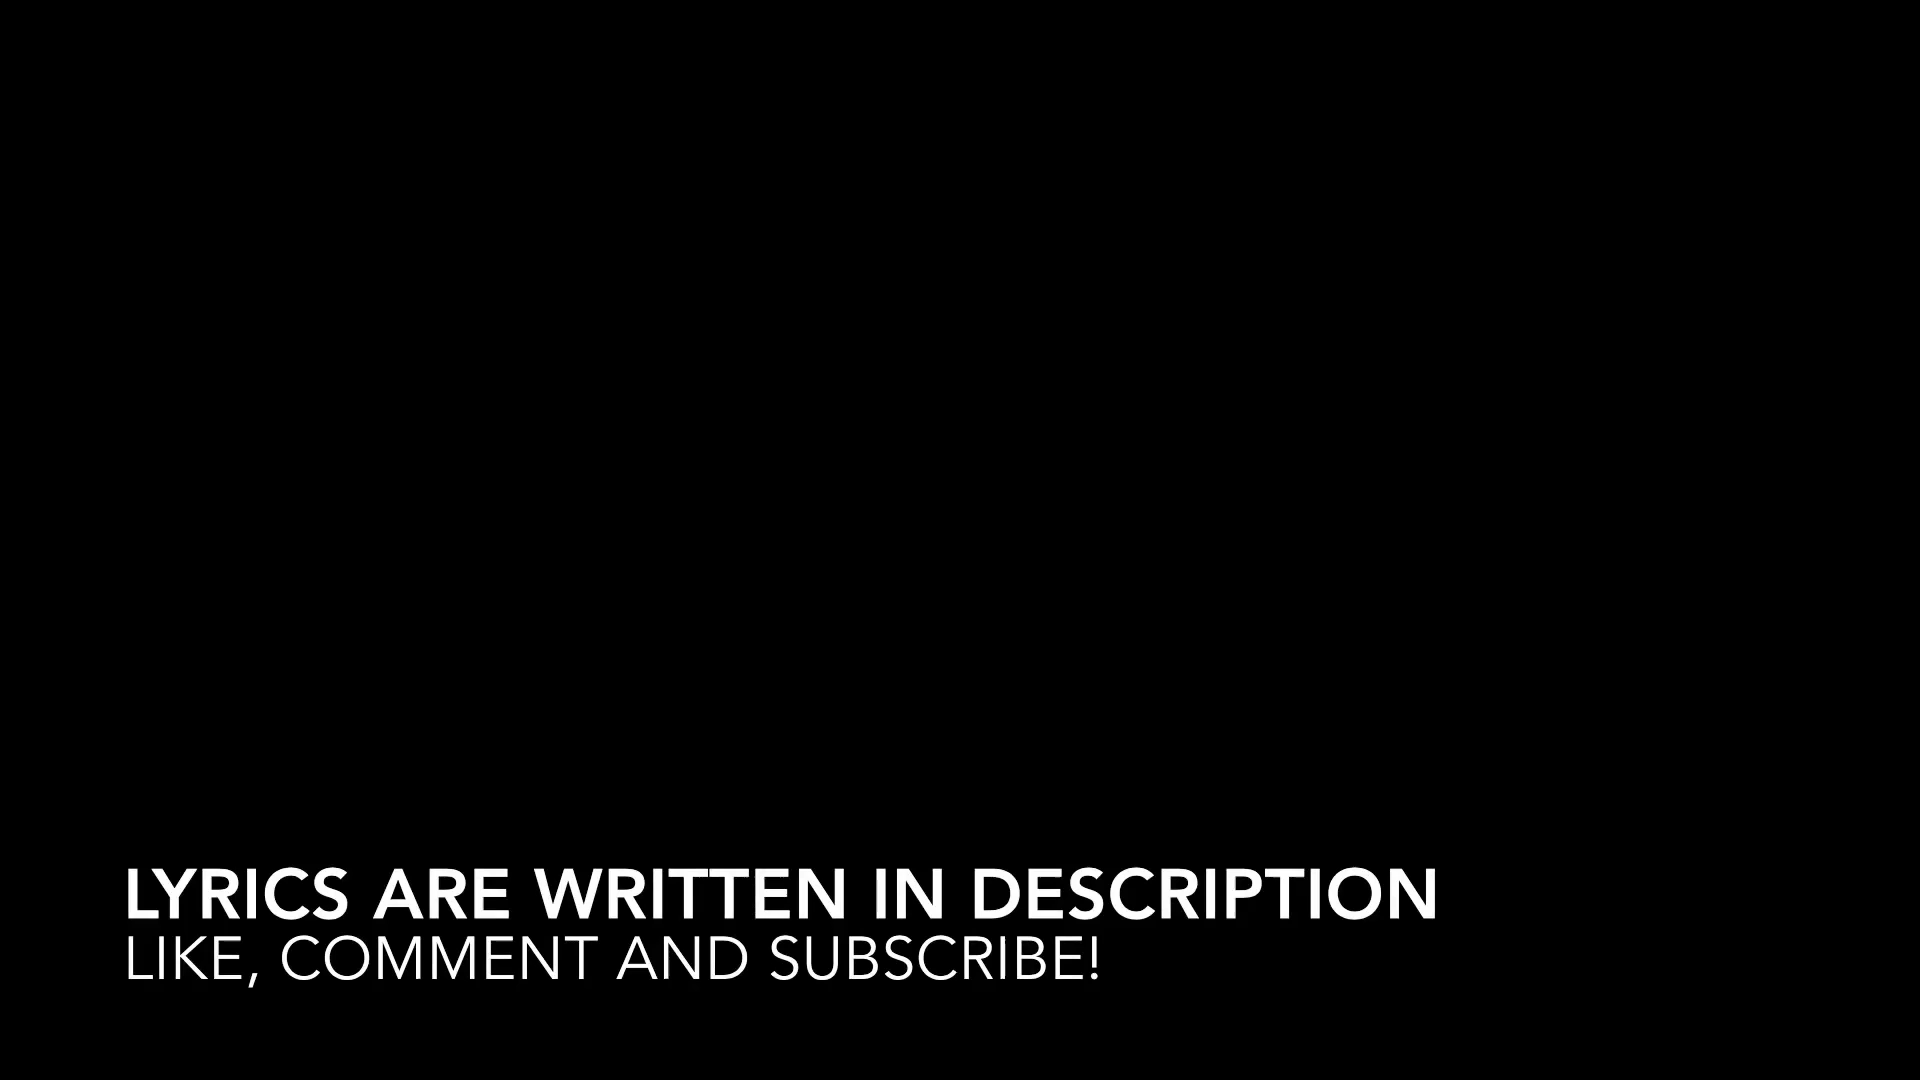 LYRICS ARE WRITTEN IN DESCRIPTION
LIKE, COMMENT AND SUBSCRIBE!